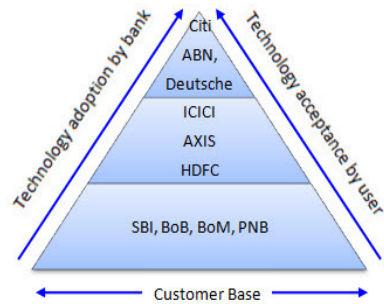 Technology adoption by bank
Citi
ABN,
Deutsche
ICICI
AXIS
HDFC
SBI, BoB, BoM, PNB
Technology acceptance by user
Customer Base